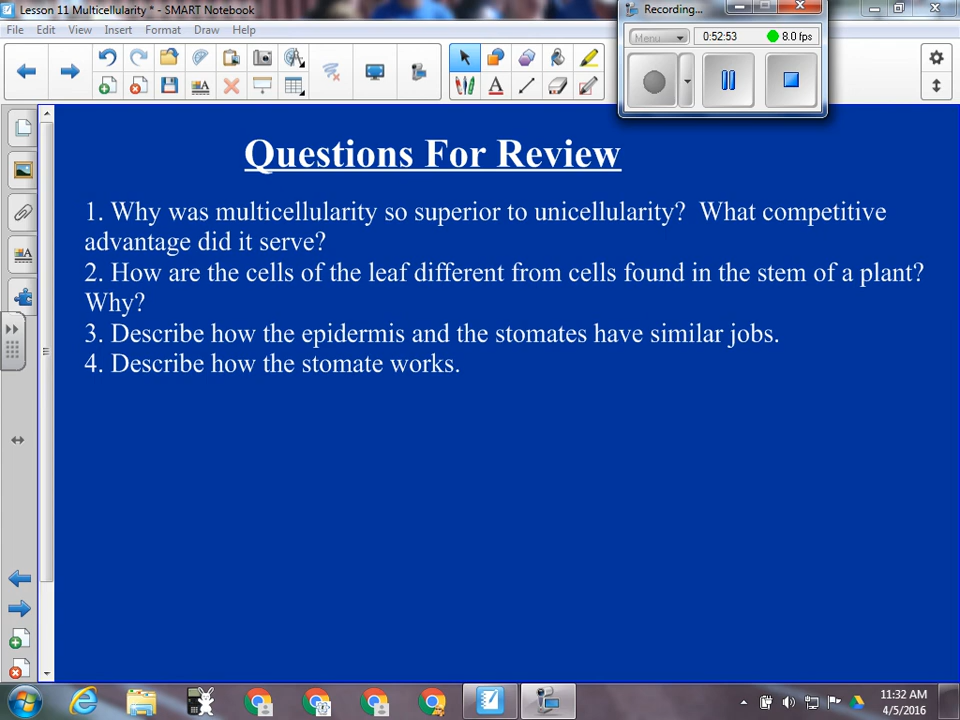 Lesson 11 Multicellularity * - SMART Notebook
Recording...
File Edit View Insert Format Draw Help
Menu 0:52:53 8.0 fps
Questions For Review
1. Why was multicellularity so superior to unicellularity? What competitive
advantage did it serve?
2. How are the cells of the leaf different from cells found in the stem of a plant?
Why?
3. Describe how the epidermis and the stomates have similar jobs.
4. Describe how the stomate works.
11:32 AM
4/5/2016